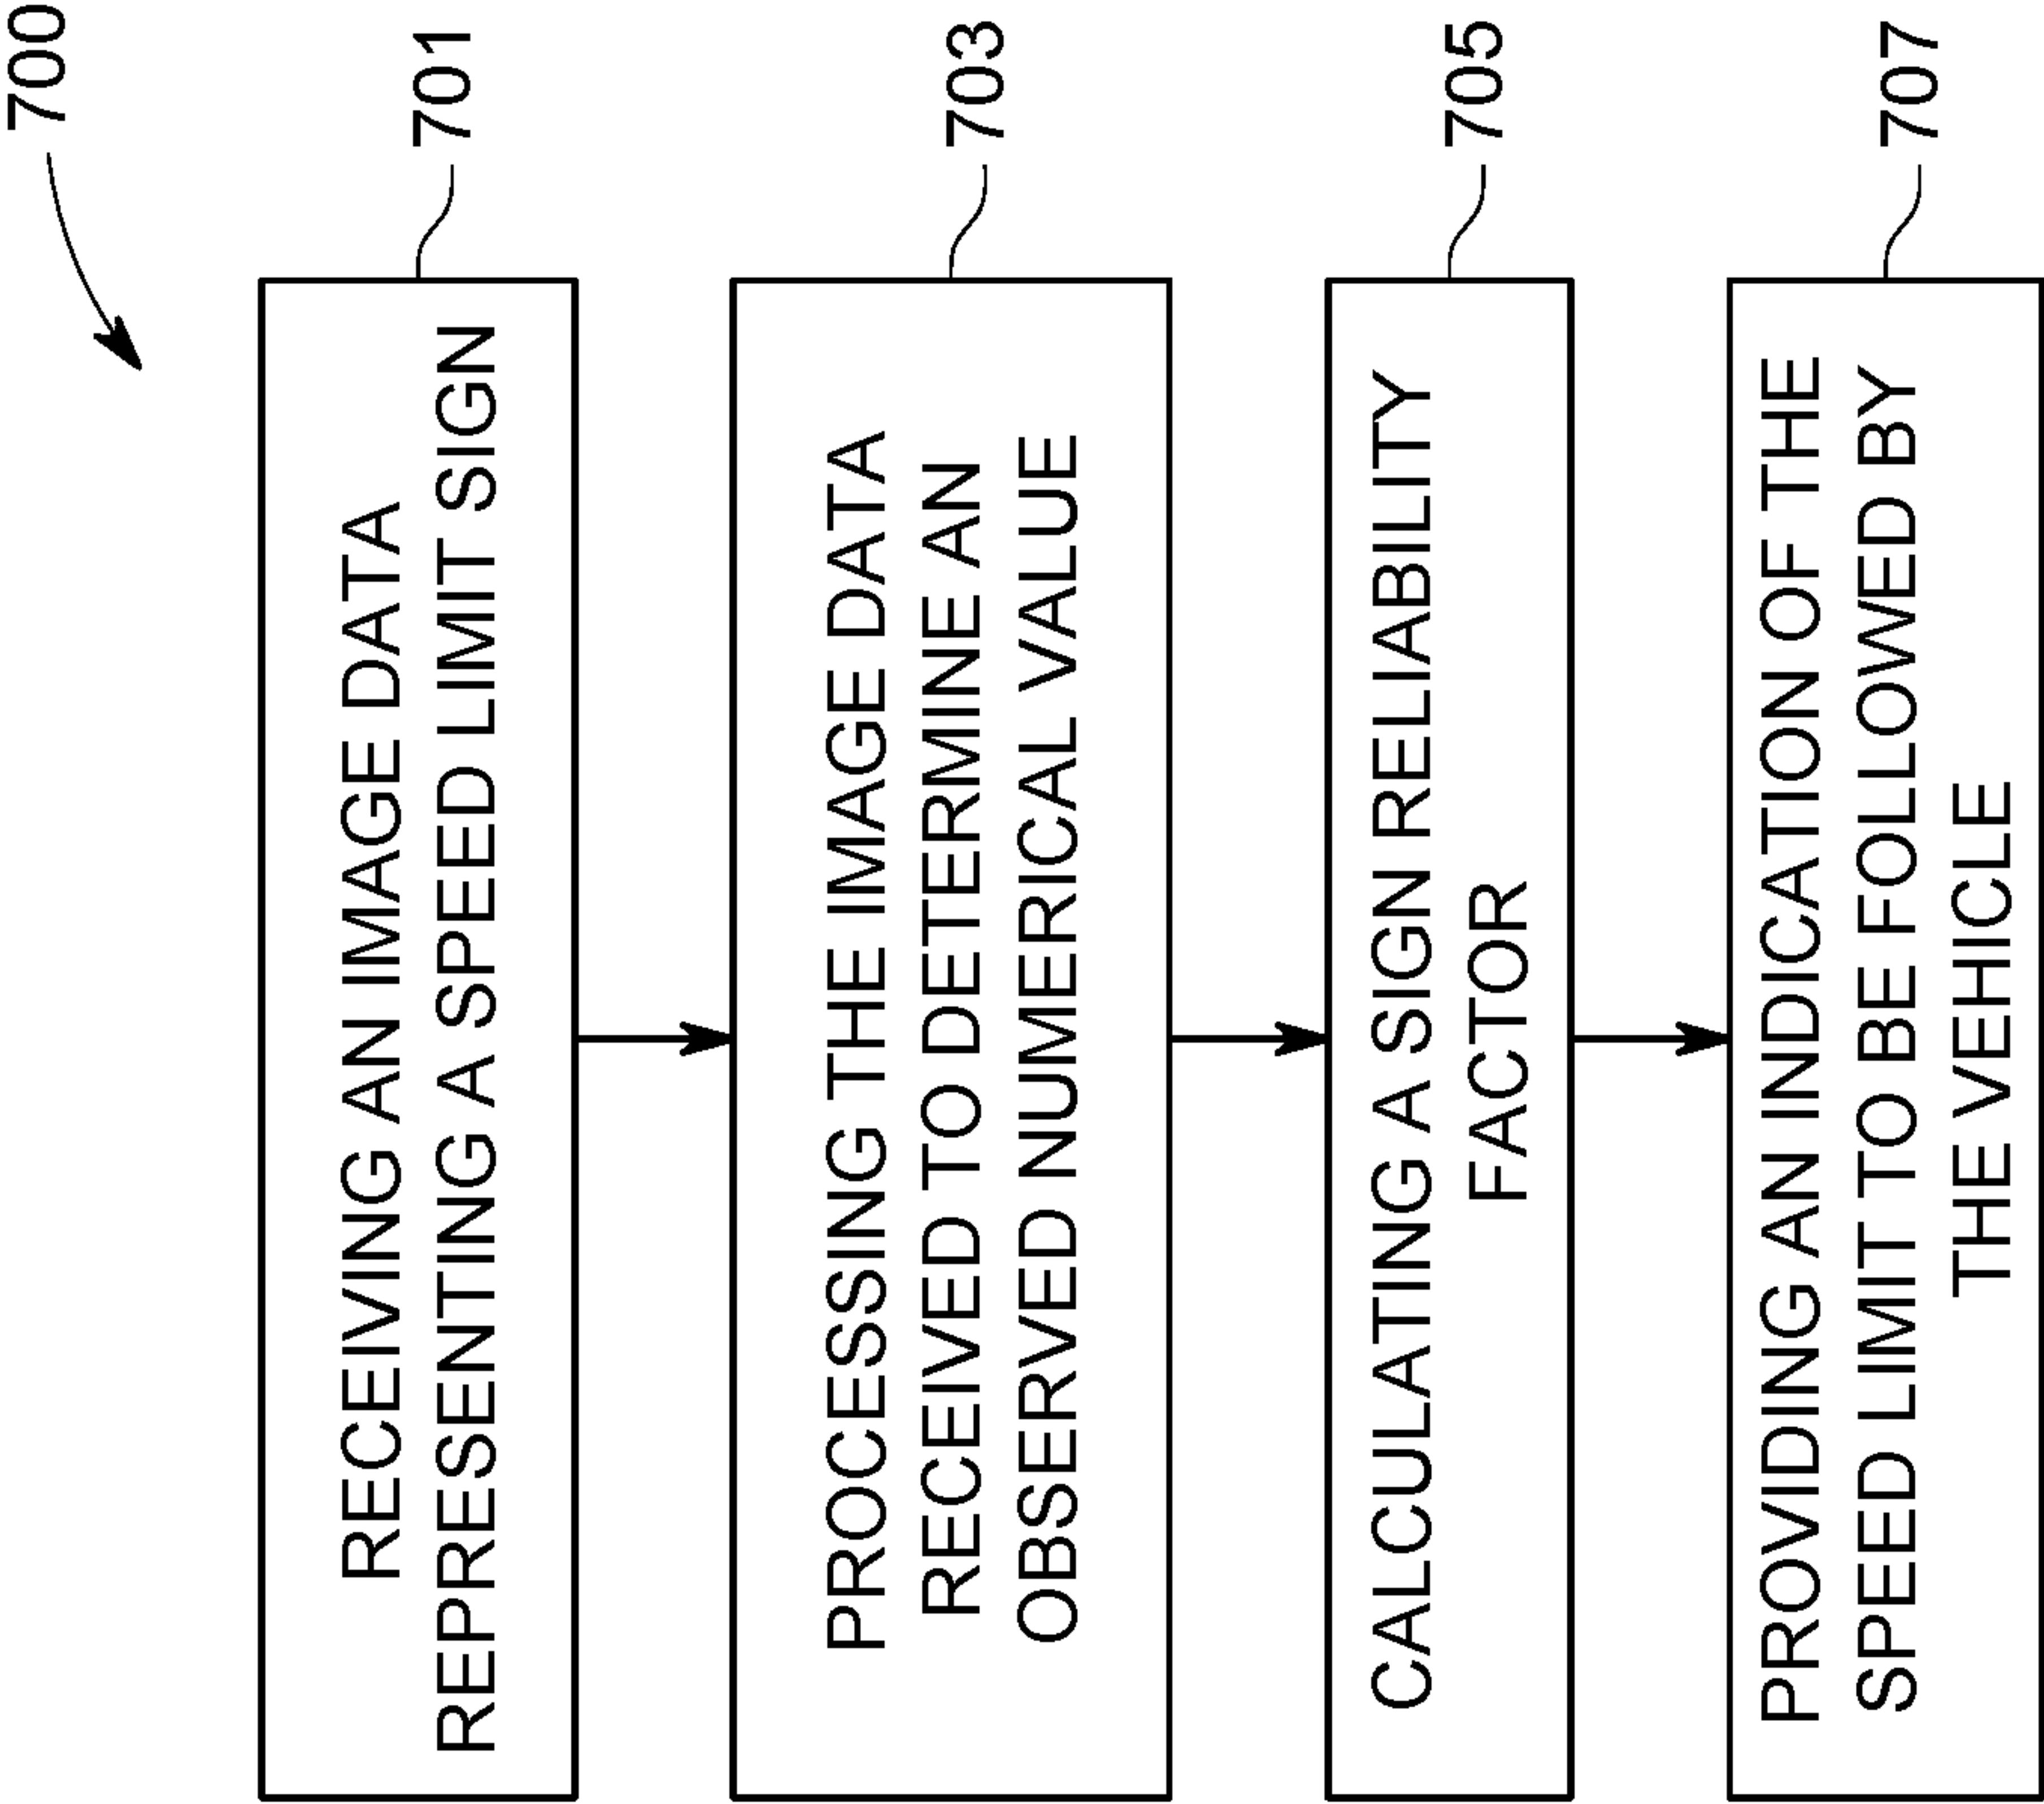 700
RECEIVING AN IMAGE DATA
REPRESENTING A SPEED LIMIT SIGN
701
PROCESSING THE IMAGE DATA
RECEIVED TO DETERMINE AN
OBSERVED NUMERICAL VALUE
703
CALCULATING A SIGN RELIABILITY
FACTOR
705
PROVIDING AN INDICATION OF THE
SPEED LIMIT TO BE FOLLOWED BY
THE VEHICLE
707